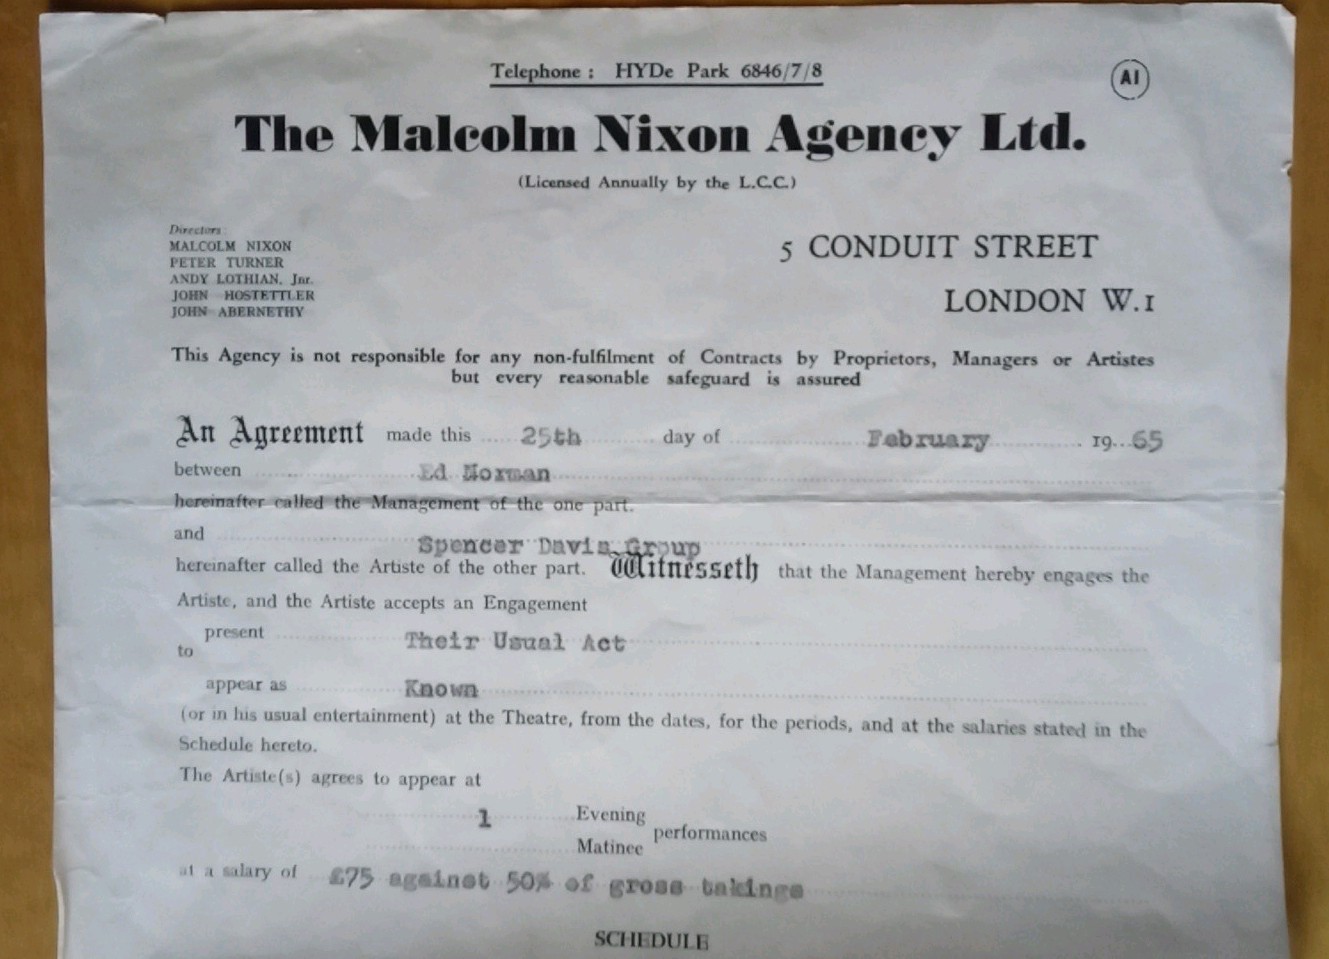 Telephone : HYDe Park 6846/7/8
A1
The Malcolm Nixon Agency Ltd.
(Licensed Annually by the L.C.C.)
Directors:
MALCOLM NIXON
PETER TURNER
ANDY LOTHIAN, Jnr.
JOHN HOSTETTLER
JOHN ABERNETHY
5 CONDUIT STREET
LONDON W.1
This Agency is not responsible for any non-fulfilment of Contracts by Proprietors, Managers or Artistes
but every reasonable safeguard is assured
An Agreement made this 25th day of February 1965
between Ed Norman
hereinafter called the Management of the one part.
and Spencer Davis Group
hereinafter called the Artiste of the other part. Witnesseth that the Management hereby engages the
Artiste, and the Artiste accepts an Engagement
present Their Usual Act
to
appear as Known
(or in his usual entertainment) at the Theatre, from the dates, for the periods, and at the salaries stated in the
Schedule hereto.
The Artiste(s) agrees to appear at
1 Evening
performances
Matinee
at a salary of £75 against 50% of gross takings
SCHEDULE